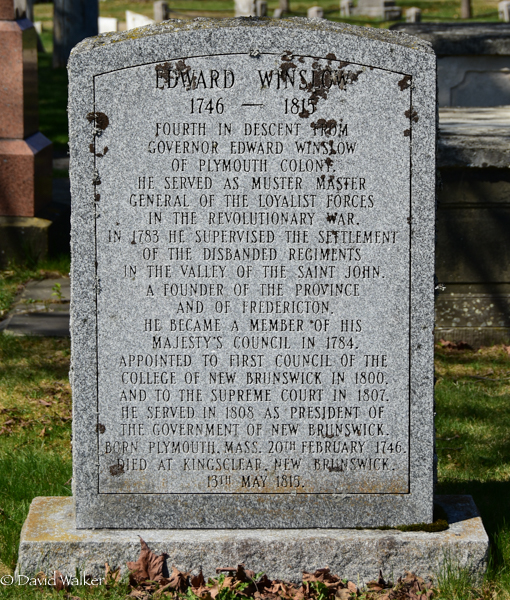 EDWARD WINSLOW
1746 — 1815
FOURTH IN DESCENT FROM
GOVERNOR EDWARD WINSLOW
OF PLYMOUTH COLONY.
HE SERVED AS MUSTER MASTER
GENERAL OF THE LOYALIST FORCES
IN THE REVOLUTIONARY WAR.
IN 1783 HE SUPERVISED THE SETTLEMENT
OF THE DISBANDED REGIMENTS
IN THE VALLEY OF THE SAINT JOHN.
A FOUNDER OF THE PROVINCE
AND OF FREDERICTON.
HE BECAME A MEMBER OF HIS
MAJESTY'S COUNCIL IN 1784.
APPOINTED TO FIRST COUNCIL OF THE
COLLEGE OF NEW BRUNSWICK IN 1800.
AND TO THE SUPREME COURT IN 1807.
HE SERVED IN 1808 AS PRESIDENT OF
THE GOVERNMENT OF NEW BRUNSWICK.
BORN PLYMOUTH, MASS. 20TH FEBRUARY 1746.
DIED AT KINGSCLEAR, NEW BRUNSWICK,
13TH MAY 1815.
© David Walker